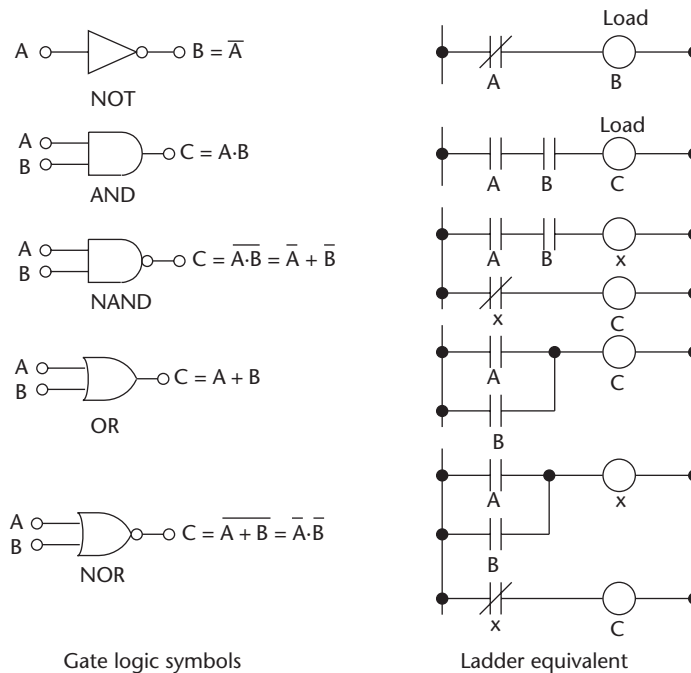 Load
A B = A̅
NOT
A B
Load
A
B C = A·B
AND
A B C
A
B C = A̅·̅B̅ = A̅ + B̅
NAND
A B x
x C
A
B C = A + B
OR
A C
B
A
B C = A̅ ̅+̅ ̅B̅ = A̅·B̅
NOR
A x
B
x C
Gate logic symbols Ladder equivalent